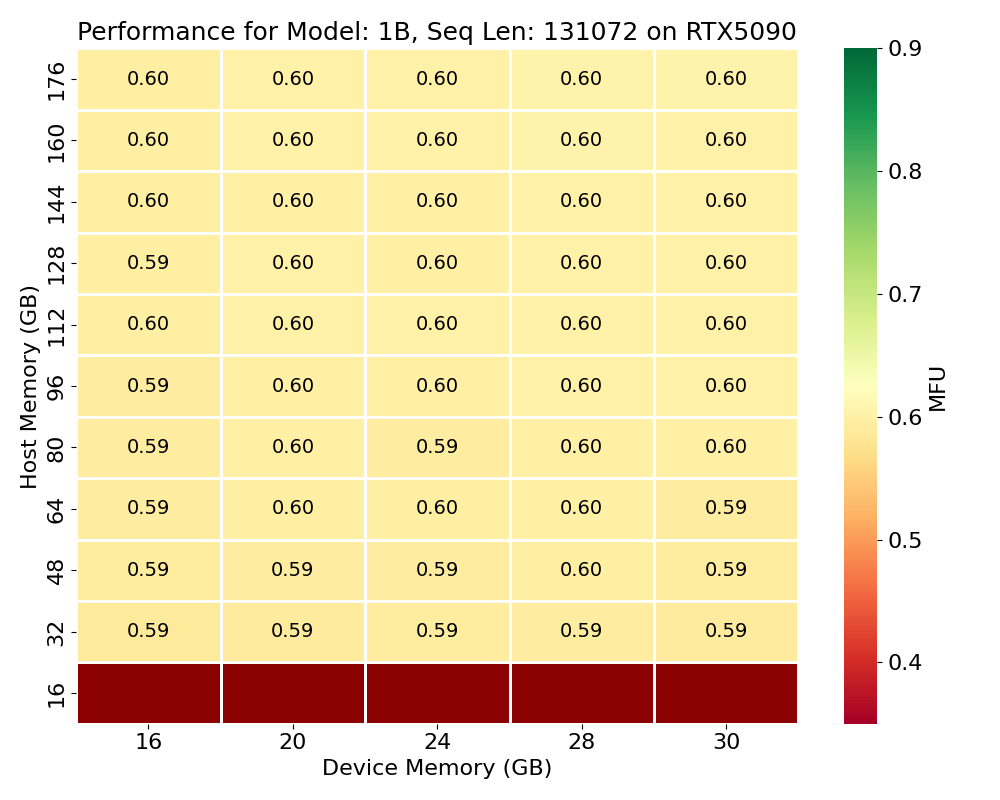 Performance for Model: 1B, Seq Len: 131072 on RTX5090
176 0.60 0.60 0.60 0.60 0.60
160 0.60 0.60 0.60 0.60 0.60
144 0.60 0.60 0.60 0.60 0.60
128 0.59 0.60 0.60 0.60 0.60
112 0.60 0.60 0.60 0.60 0.60
96 0.59 0.60 0.60 0.60 0.60
80 0.59 0.60 0.59 0.60 0.60
64 0.59 0.60 0.60 0.60 0.59
48 0.59 0.59 0.59 0.60 0.59
32 0.59 0.59 0.59 0.59 0.59
16
Host Memory (GB)
16 20 24 28 30
Device Memory (GB)
0.9
0.8
0.7
0.6
0.5
0.4
MFU